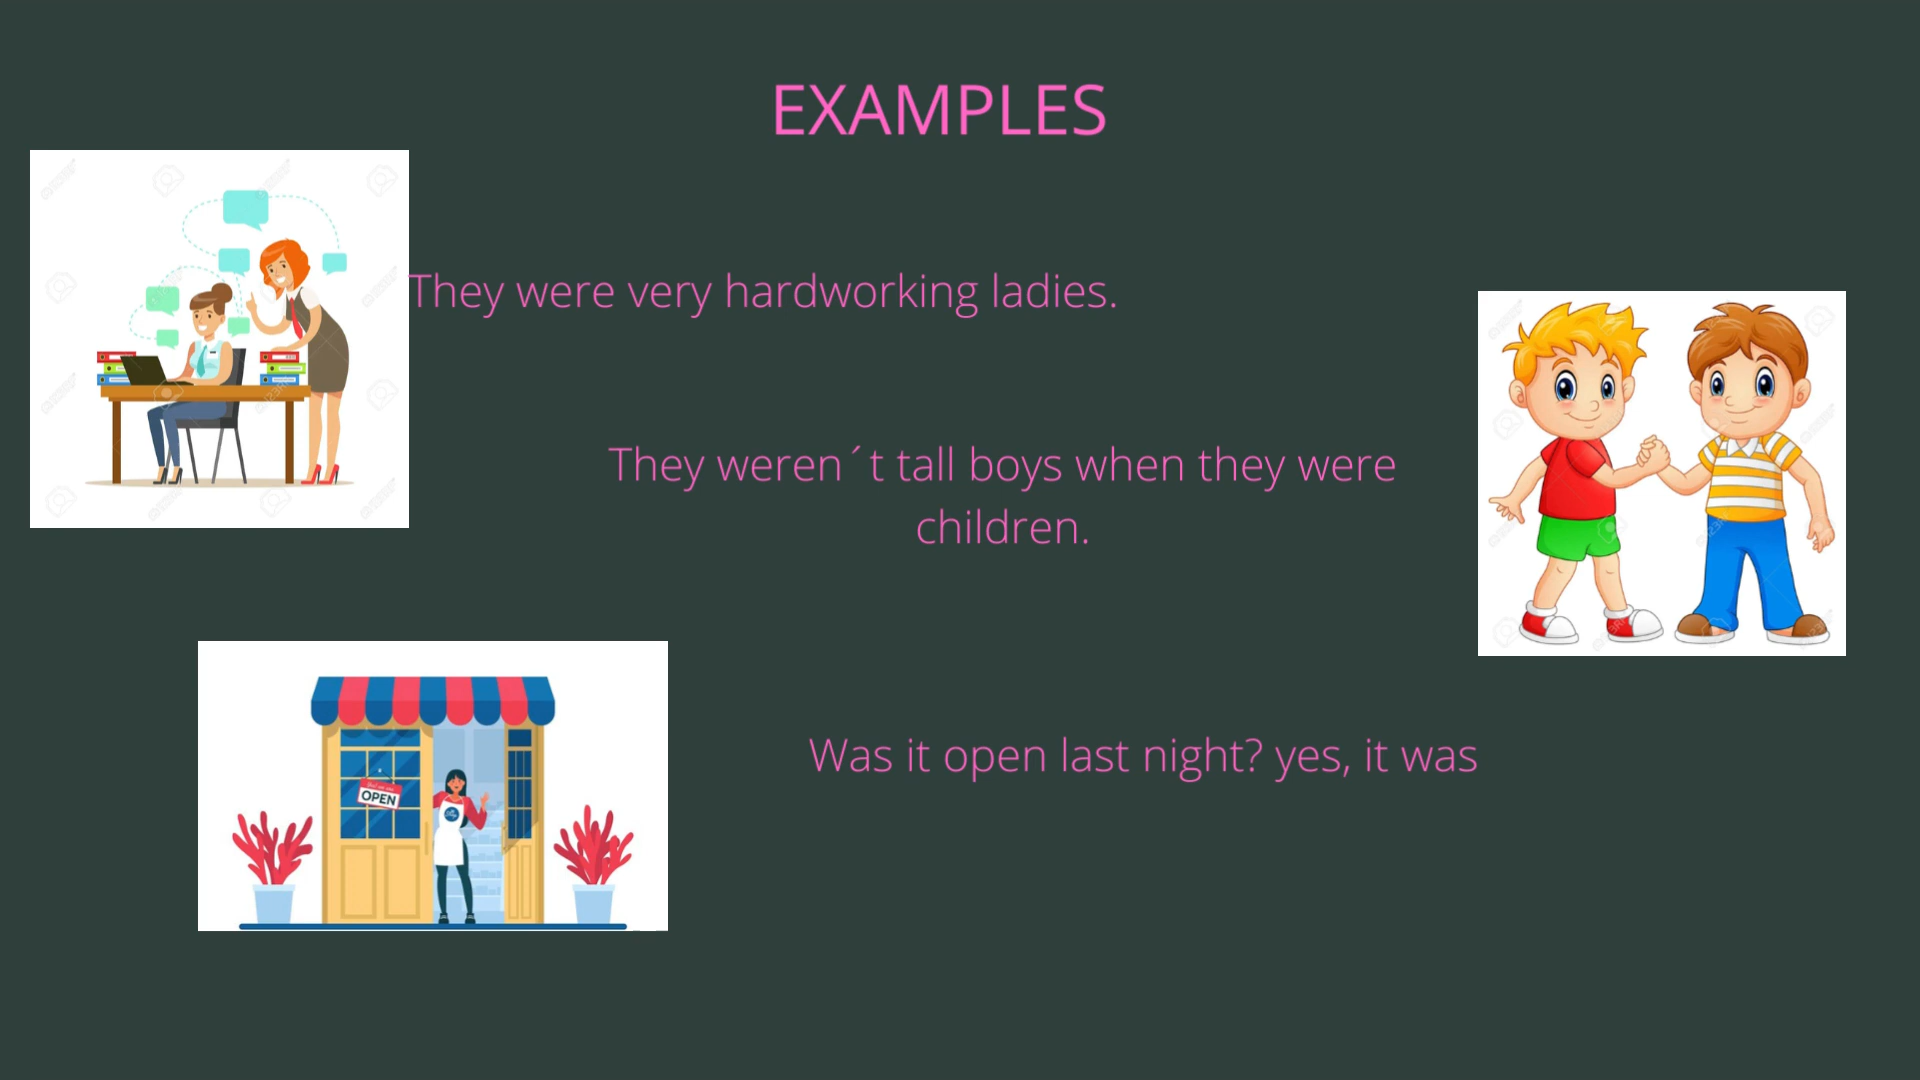 EXAMPLES
They were very hardworking ladies.
They weren´t tall boys when they were
children.
OPEN
Was it open last night? yes, it was